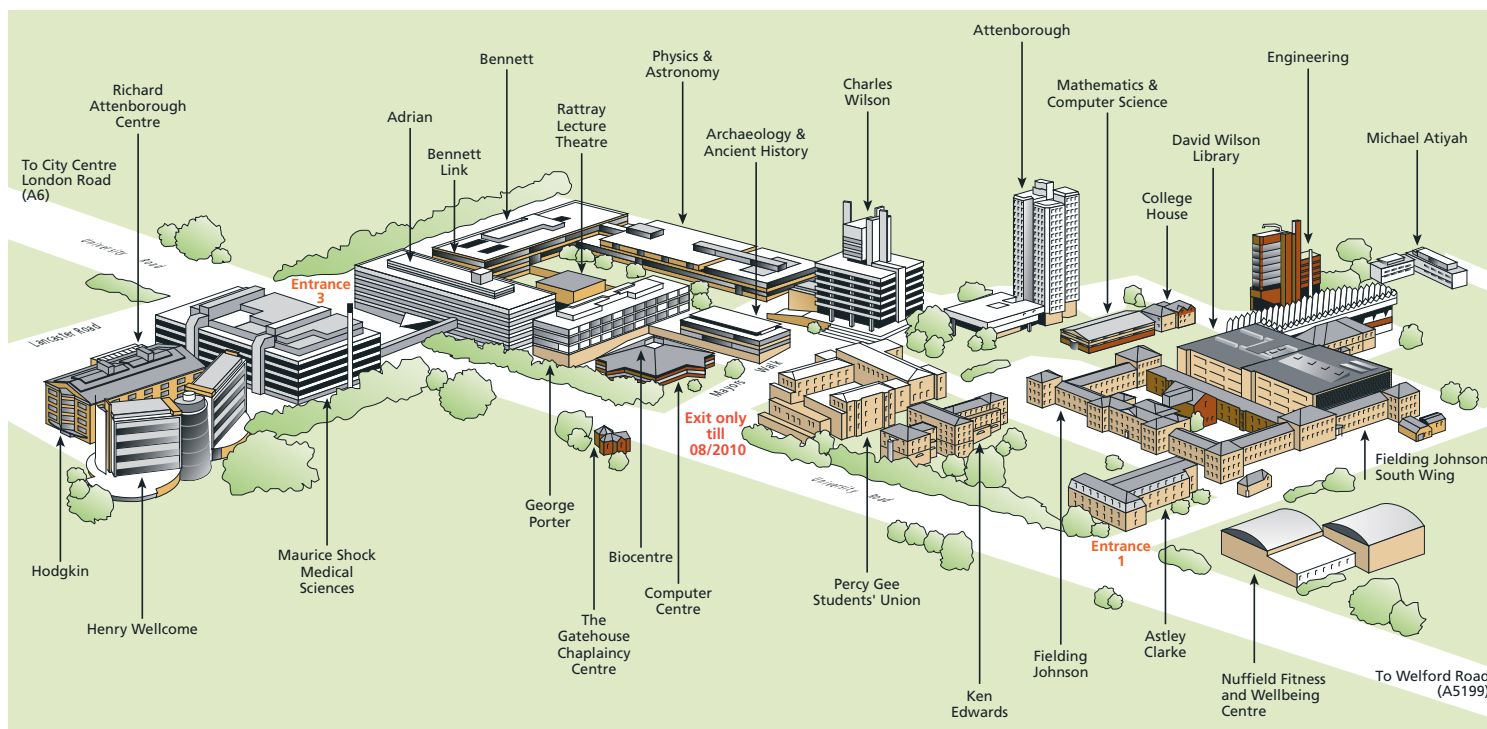 Attenborough
Engineering
Bennett
Physics &
Astronomy
Charles
Wilson
Mathematics &
Computer Science
Richard
Attenborough
Centre
Rattray
Lecture
Theatre
Adrian
Archaeology &
Ancient History
David Wilson
Library
Michael Atiyah
Bennett
Link
To City Centre
London Road
(A6)
College
House
University Road
Entrance
3
Lancaster Road
Mayors Walk
Exit only
till
08/2010
University Road
Fielding Johnson
South Wing
George
Porter
Entrance
1
Hodgkin
Maurice Shock
Medical
Sciences
Biocentre
Computer
Centre
Percy Gee
Students' Union
Henry Wellcome
The
Gatehouse
Chaplaincy
Centre
Fielding
Johnson
Astley
Clarke
Nuffield Fitness
and Wellbeing
Centre
To Welford Road
(A5199)
Ken
Edwards